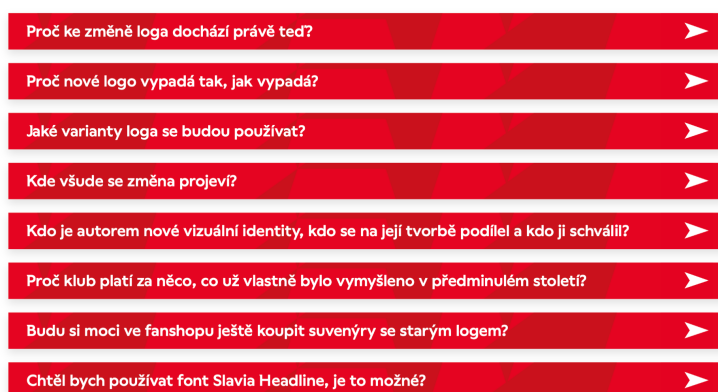 Proč ke změně loga dochází právě teď?
Proč nové logo vypadá tak, jak vypadá?
Jaké varianty loga se budou používat?
Kde všude se změna projeví?
Kdo je autorem nové vizuální identity, kdo se na její tvorbě podílel a kdo ji schválil?
Proč klub platí za něco, co už vlastně bylo vymyšleno v předminulém století?
Budu si moci ve fanshopu ještě koupit suvenýry se starým logem?
Chtěl bych používat font Slavia Headline, je to možné?